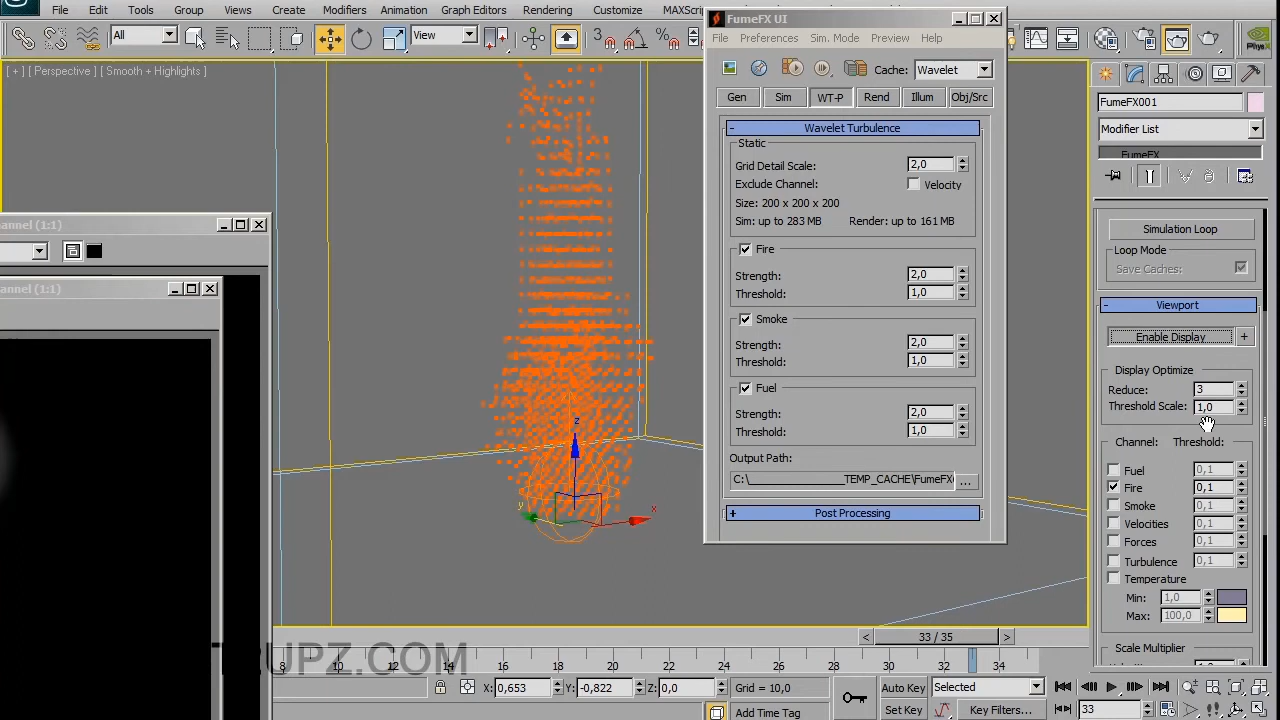 File Edit Tools Group Views Create Modifiers Animation Graph Editors Rendering Customize MAXScr
All View 3 % PhysX
[ + ] [ Perspective ] [ Smooth + Highlights ]
FumeFX UI
File Preferences Sim. Mode Preview Help
Cache: Wavelet
Gen Sim WT-P Rend Illum Obj/Src
- Wavelet Turbulence
Static
Grid Detail Scale: 2,0
Exclude Channel: Velocity
Size: 200 x 200 x 200
Sim: up to 283 MB Render: up to 161 MB
Fire
Strength: 2,0
Threshold: 1,0
Smoke
Strength: 2,0
Threshold: 1,0
Fuel
Strength: 2,0
Threshold: 1,0
Output Path:
C:\______________TEMP_CACHE\FumeFX ...
+ Post Processing
FumeFX001
Modifier List
FumeFX
Simulation Loop
Loop Mode
Save Caches:
- Viewport
Enable Display +
Display Optimize
Reduce: 3
Threshold Scale: 1,0
Channel: Threshold:
Fuel 0,1
Fire 0,1
Smoke 0,1
Velocities 0,1
Forces 0,1
Turbulence 0,1
Temperature
Min: 1,0
Max: 100,0
Scale Multiplier
annel (1:1)
annel (1:1)
z
y
x
< 33 / 35 >
TRUPZ.COM
8 10 12 14 16 18 20 22 24 26 28 30 32 34
X: 0,653 Y: -0,822 Z: 0,0 Grid = 10,0 Auto Key Selected
Add Time Tag Set Key Key Filters... 33